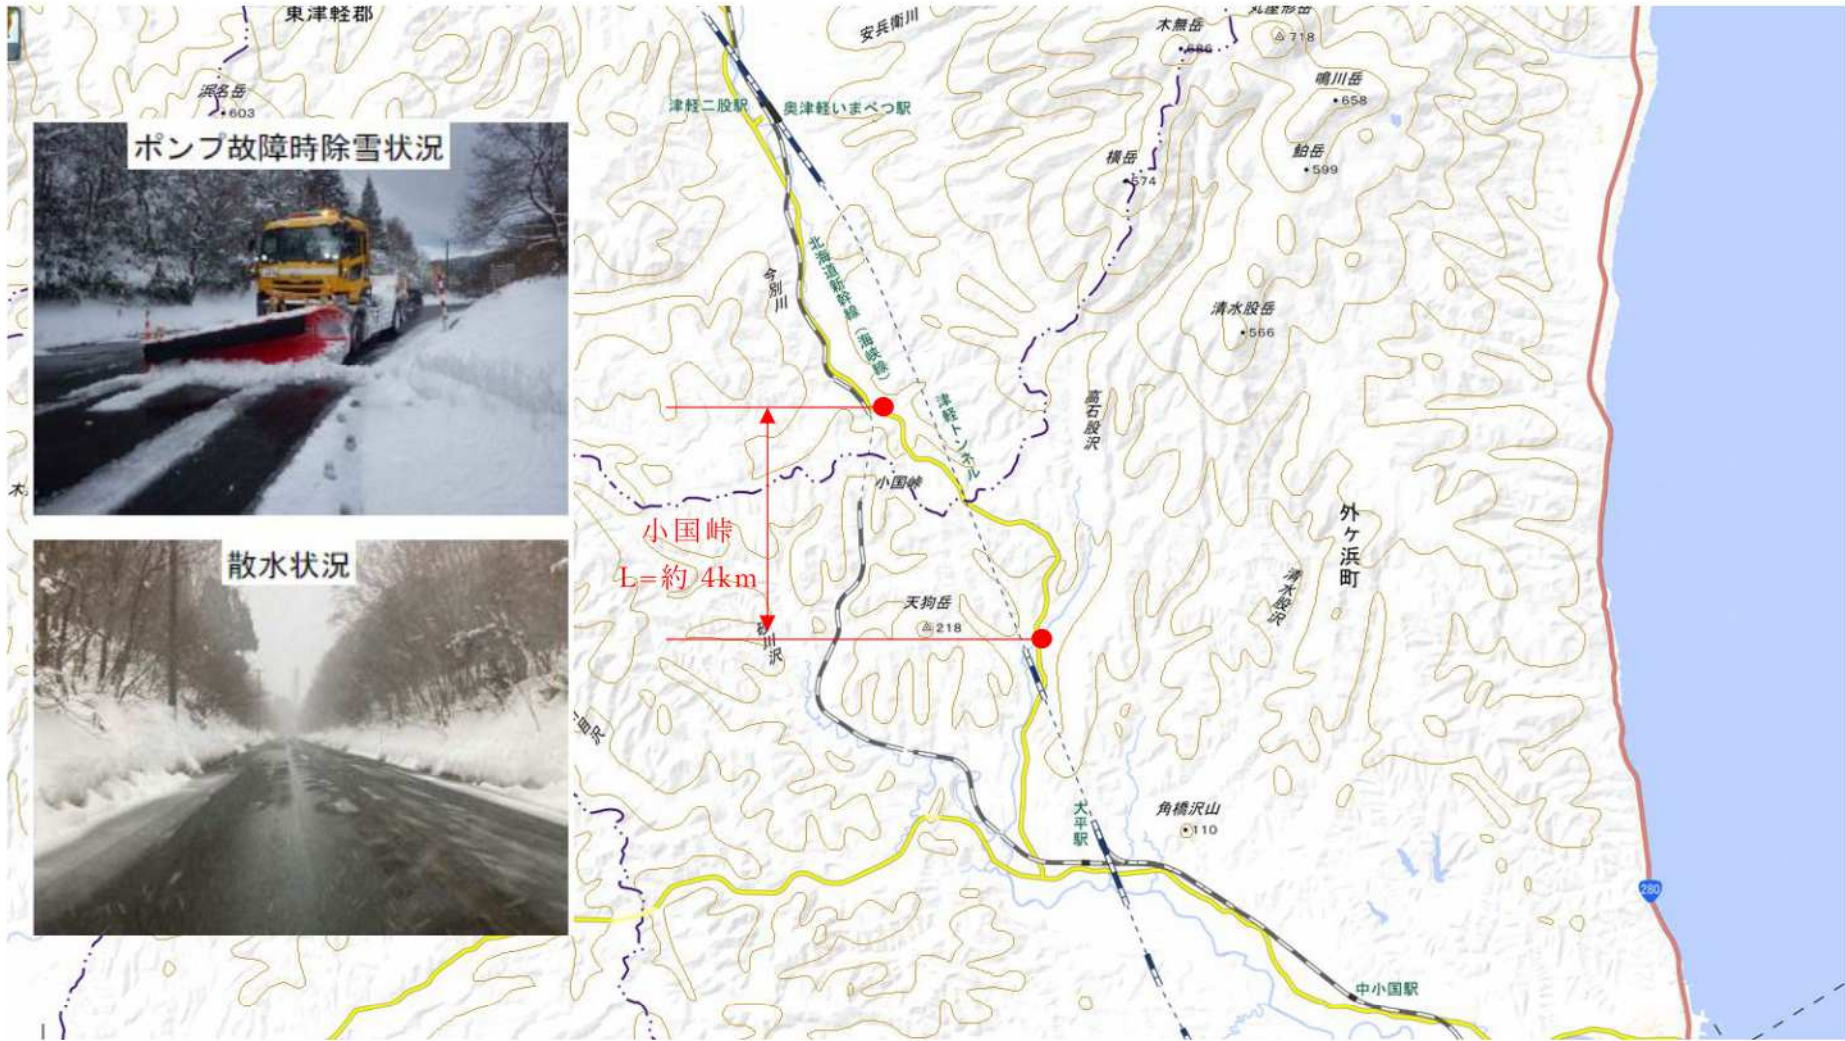 東津軽郡
安兵衛川
木無岳
686
718
浜名岳
603
鳴川岳
658
津軽二股駅
奥津軽いまべつ駅
ポンプ故障時除雪状況
横岳
574
鉑岳
599
北海道新幹線（海峡線）
今別川
清水股岳
566
津軽トンネル
高石股沢
小国峠
外ヶ浜町
小国峠
L=約 4km
散水状況
清水股沢
天狗岳
218
砂川沢
大平駅
角橋沢山
110
280
中小国駅